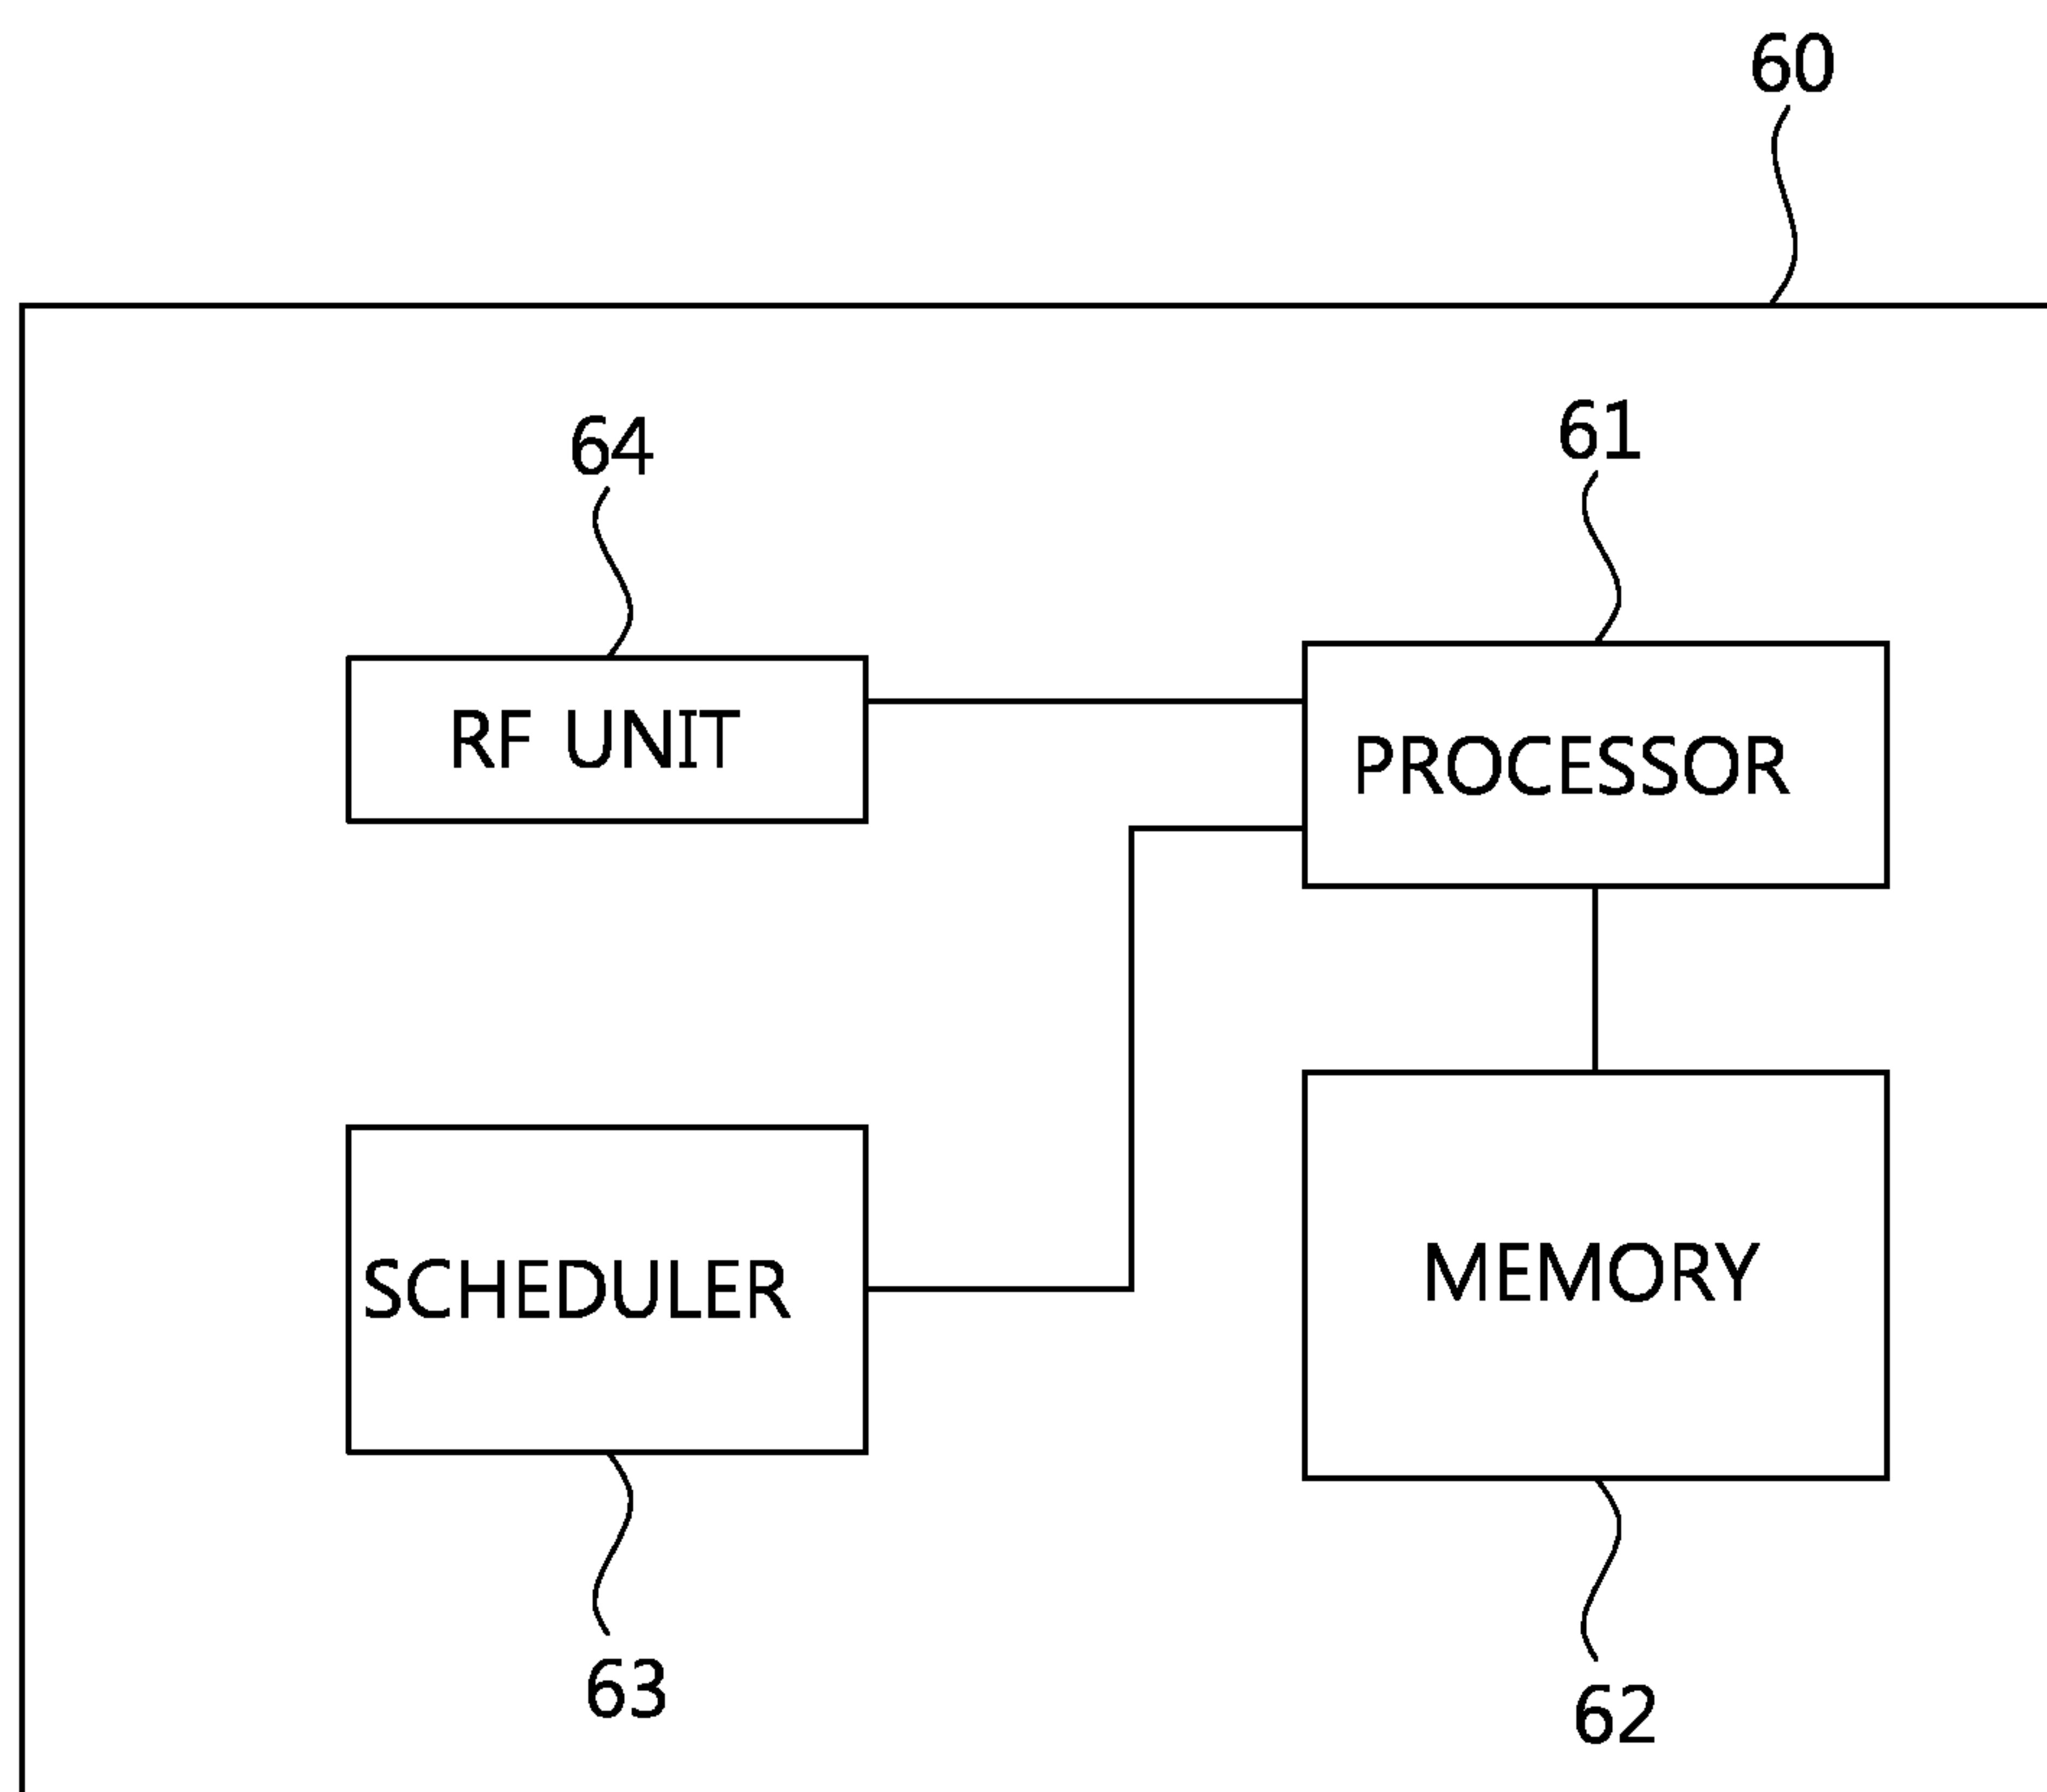 60
64
61
RF UNIT
PROCESSOR
SCHEDULER
MEMORY
63
62